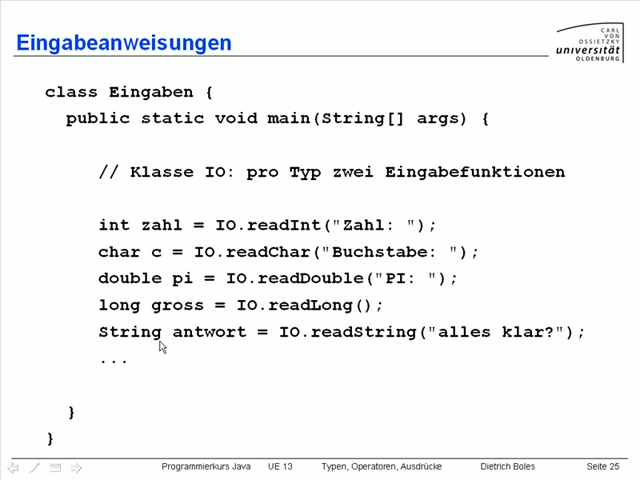 Eingabeanweisungen
CARL
VON
OSSIETZKY
universität
OLDENBURG
class Eingaben {
public static void main(String[] args) {
// Klasse IO: pro Typ zwei Eingabefunktionen
int zahl = IO.readInt("Zahl: ");
char c = IO.readChar("Buchstabe: ");
double pi = IO.readDouble("PI: ");
long gross = IO.readLong();
String antwort = IO.readString("alles klar?");
...
}
}
Programmierkurs Java UE 13 Typen, Operatoren, Ausdrücke Dietrich Boles Seite 25